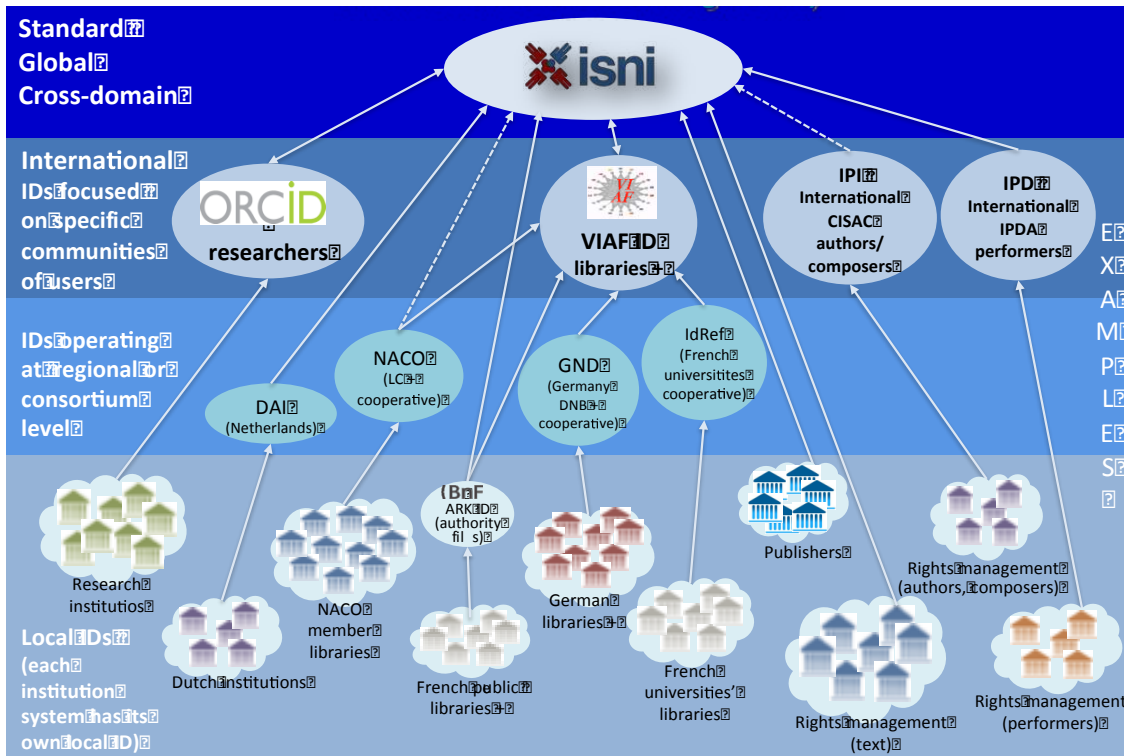 Standard
Global
Cross-domain
isni
International
IDs focused
on specific
communities
of users
ORCID
researchers
VIAF
VIAF ID
libraries +
IPI
International
CISAC
authors/
composers
IPD
International
IPDA
performers
E
X
A
M
P
L
E
S
IDs operating
at regional or
consortium
level
DAI
(Netherlands)
NACO
(LC +
cooperative)
GND
(Germany
DNB +
cooperative)
IdRef
(French
universitites
cooperative)
Local IDs
(each
institution
system has its
own local ID)
Research
institutios
Dutch institutions
NACO
member
libraries
(BnF
ARK ID
(authority
fil s)
French public
libraries +
German
libraries +
French
universities'
libraries
Publishers
Rights management
(text)
Rights management
(authors, composers)
Rights management
(performers)